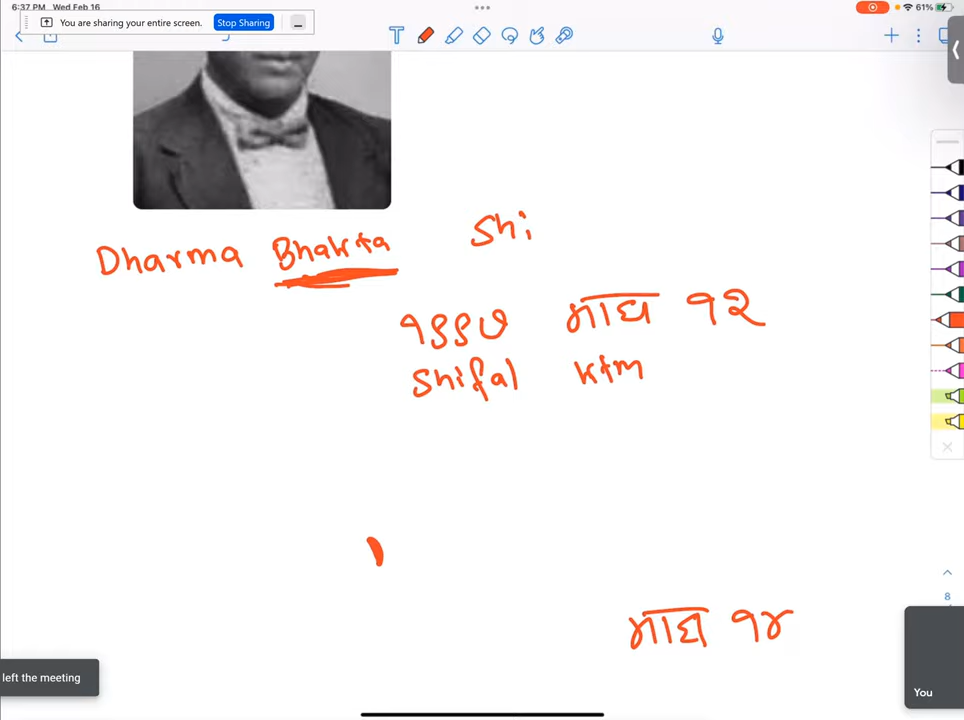 6:37 PM Wed Feb 16
61%
You are sharing your entire screen. Stop Sharing
Dharma Bhakta Shi
१९९७ माघ १२
Shifal Ktm
8
माघ १४
left the meeting
You